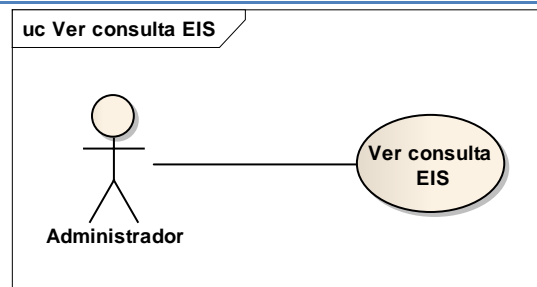 uc Ver consulta EIS
Ver consulta
EIS
Administrador